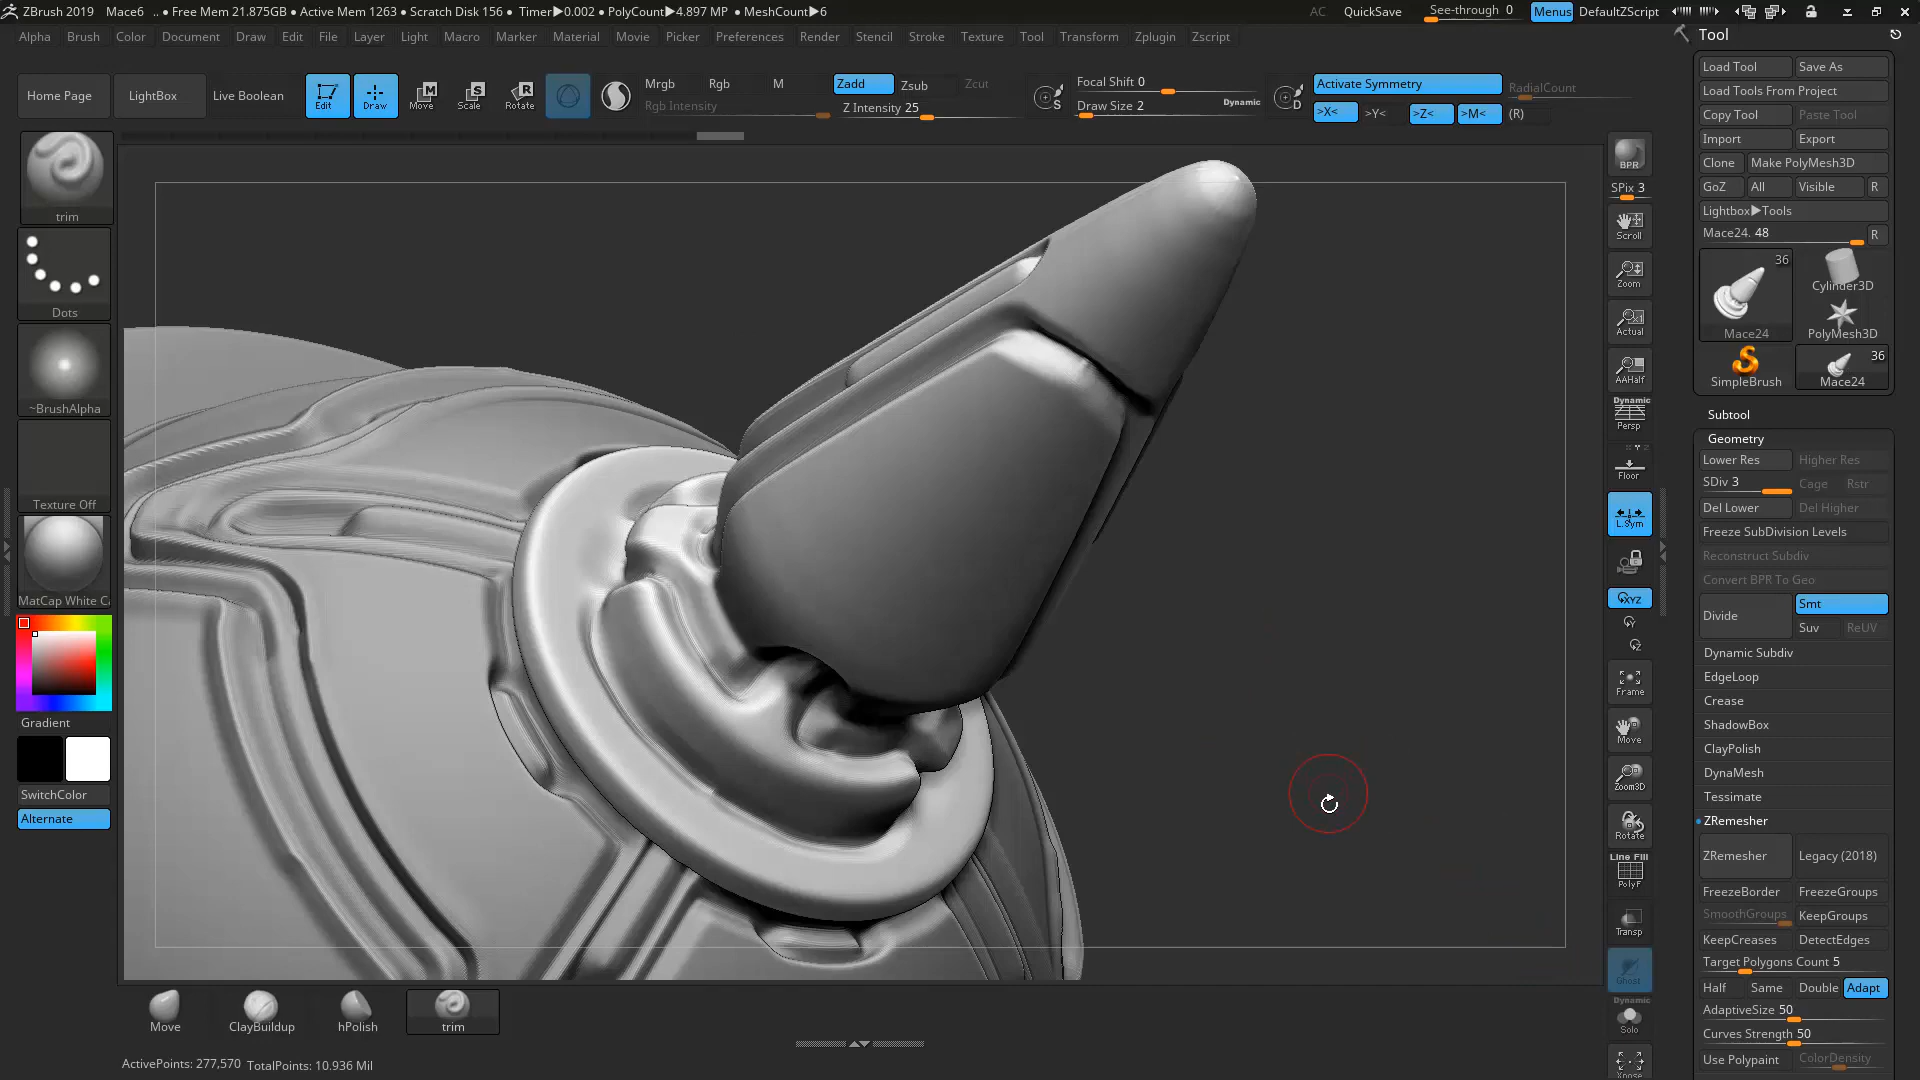 ZBrush 2019 Mace6 .. ● Free Mem 21.875GB ● Active Mem 1263 ● Scratch Disk 156 ● Timer▶0.002 ● PolyCount▶4.897 MP ● MeshCount▶6 AC QuickSave See-through 0 Menus DefaultZScript
Alpha Brush Color Document Draw Edit File Layer Light Macro Marker Material Movie Picker Preferences Render Stencil Stroke Texture Tool Transform Zplugin Zscript
Home Page LightBox Live Boolean Edit Draw Move Scale Rotate
Mrgb Rgb M Zadd Zsub Zcut
Rgb Intensity Z Intensity 25
S Focal Shift 0
Draw Size 2 Dynamic
D Activate Symmetry RadialCount
>X< >Y< >Z< >M< (R)
trim
Dots
~BrushAlpha
Texture Off
MatCap White C
Gradient
SwitchColor
Alternate
BPR
SPix 3
Scroll
Zoom
Actual
AAHalf
Dynamic
Persp
Floor
L.Sym
XYZ
Y
Z
Frame
Move
Zoom3D
Rotate
Line Fill
PolyF
Transp
Ghost
Dynamic
Solo
Xpose
Tool
Load Tool Save As
Load Tools From Project
Copy Tool Paste Tool
Import Export
Clone Make PolyMesh3D
GoZ All Visible R
Lightbox▶Tools
Mace24. 48 R
36
Mace24
Cylinder3D
PolyMesh3D
SimpleBrush
36
Mace24
Subtool
Geometry
Lower Res Higher Res
SDiv 3 Cage Rstr
Del Lower Del Higher
Freeze SubDivision Levels
Reconstruct Subdiv
Convert BPR To Geo
Divide Smt
Suv ReUV
Dynamic Subdiv
EdgeLoop
Crease
ShadowBox
ClayPolish
DynaMesh
Tessimate
ZRemesher
ZRemesher Legacy (2018)
FreezeBorder FreezeGroups
SmoothGroups KeepGroups
KeepCreases DetectEdges
Target Polygons Count 5
Half Same Double Adapt
AdaptiveSize 50
Curves Strength 50
Use Polypaint ColorDensity
Move ClayBuildup hPolish trim
ActivePoints: 277,570 TotalPoints: 10.936 Mil